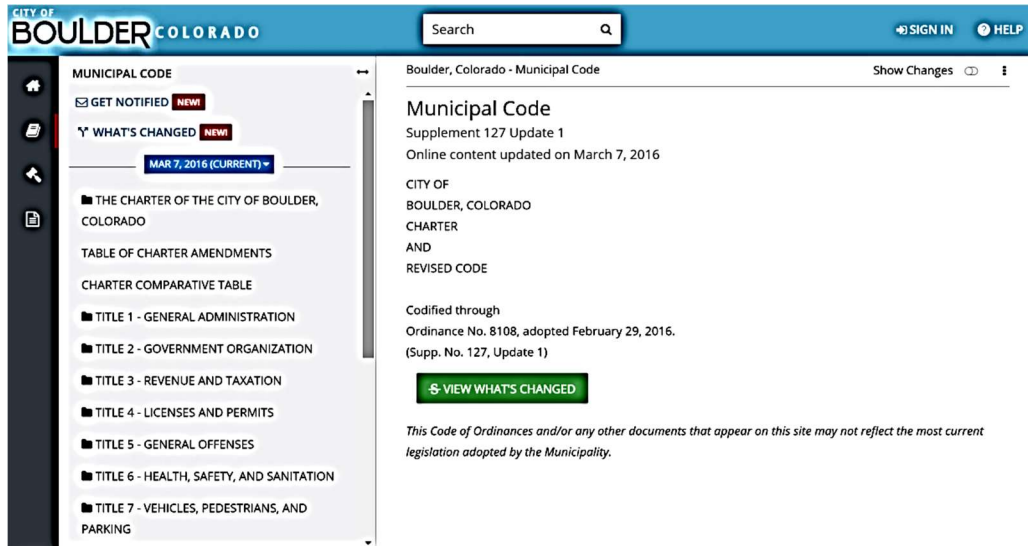 CITY OF
BOULDER COLORADO
Search
SIGN IN
HELP
MUNICIPAL CODE
GET NOTIFIED NEW!
WHAT'S CHANGED NEW!
MAR 7, 2016 (CURRENT)
THE CHARTER OF THE CITY OF BOULDER,
COLORADO
TABLE OF CHARTER AMENDMENTS
CHARTER COMPARATIVE TABLE
TITLE 1 - GENERAL ADMINISTRATION
TITLE 2 - GOVERNMENT ORGANIZATION
TITLE 3 - REVENUE AND TAXATION
TITLE 4 - LICENSES AND PERMITS
TITLE 5 - GENERAL OFFENSES
TITLE 6 - HEALTH, SAFETY, AND SANITATION
TITLE 7 - VEHICLES, PEDESTRIANS, AND
PARKING
Boulder, Colorado - Municipal Code
Show Changes
Municipal Code
Supplement 127 Update 1
Online content updated on March 7, 2016
CITY OF
BOULDER, COLORADO
CHARTER
AND
REVISED CODE
Codified through
Ordinance No. 8108, adopted February 29, 2016.
(Supp. No. 127, Update 1)
VIEW WHAT'S CHANGED
This Code of Ordinances and/or any other documents that appear on this site may not reflect the most current
legislation adopted by the Municipality.